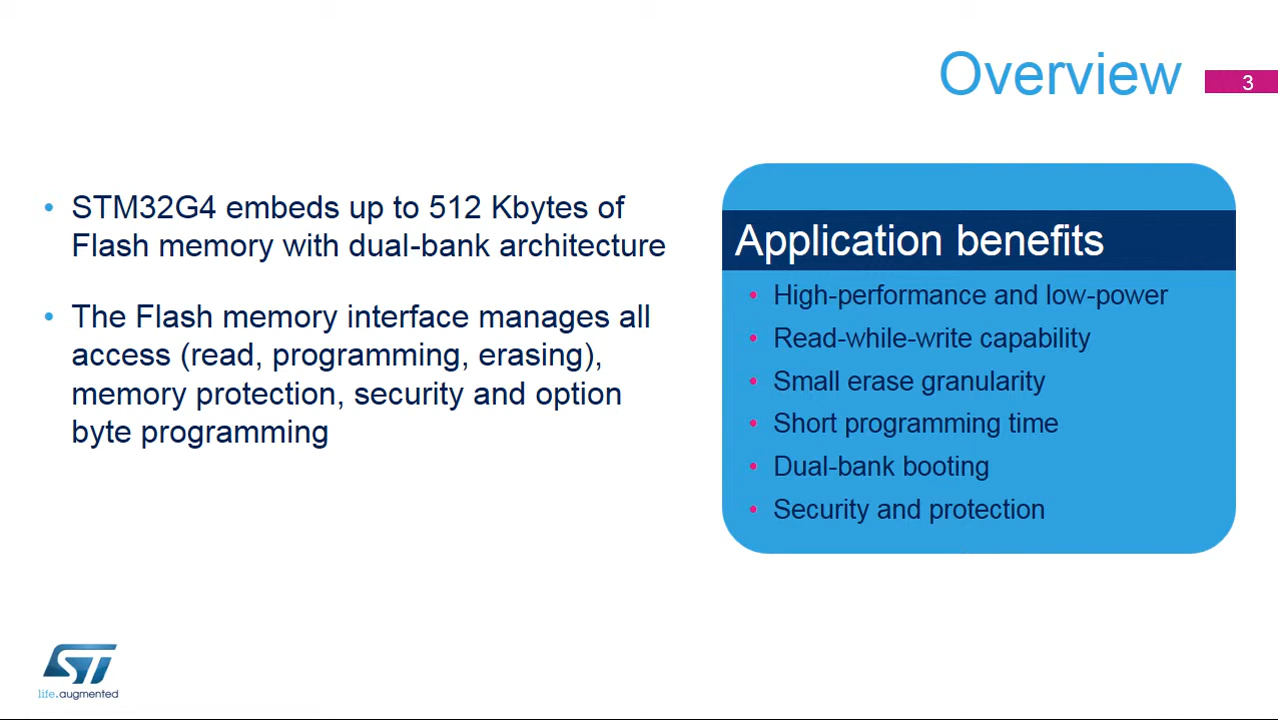 Overview
3
• STM32G4 embeds up to 512 Kbytes of
Flash memory with dual-bank architecture
• The Flash memory interface manages all
access (read, programming, erasing),
memory protection, security and option
byte programming
Application benefits
• High-performance and low-power
• Read-while-write capability
• Small erase granularity
• Short programming time
• Dual-bank booting
• Security and protection
ST
life.augmented